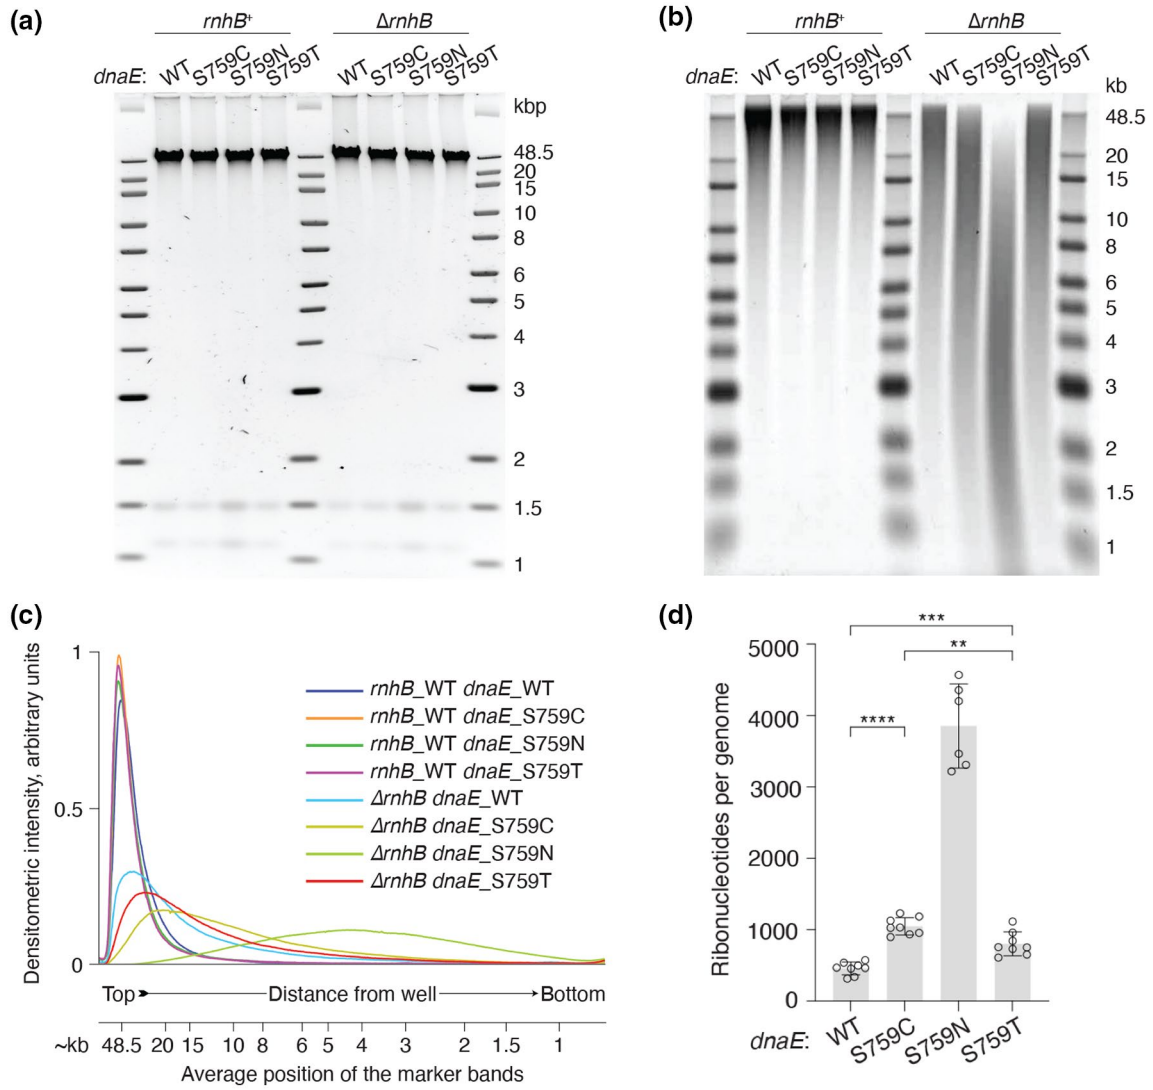 (a)
rnhB⁺ ΔrnhB
dnaE: WT S759C S759N S759T WT S759C S759N S759T
kbp
48.5
20
15
10
8
6
5
4
3
2
1.5
1
(b)
rnhB⁺ ΔrnhB
dnaE: WT S759C S759N S759T WT S759C S759N S759T
kb
48.5
20
15
10
8
6
5
4
3
2
1.5
1
(c)
Densitometric intensity, arbitrary units
1
0.5
0
rnhB_WT dnaE_WT
rnhB_WT dnaE_S759C
rnhB_WT dnaE_S759N
rnhB_WT dnaE_S759T
ΔrnhB dnaE_WT
ΔrnhB dnaE_S759C
ΔrnhB dnaE_S759N
ΔrnhB dnaE_S759T
Top Distance from well Bottom
~kb 48.5 20 15 10 8 6 5 4 3 2 1.5 1
Average position of the marker bands
(d)
Ribonucleotides per genome
5000
4000
3000
2000
1000
0
***
**
****
dnaE: WT S759C S759N S759T